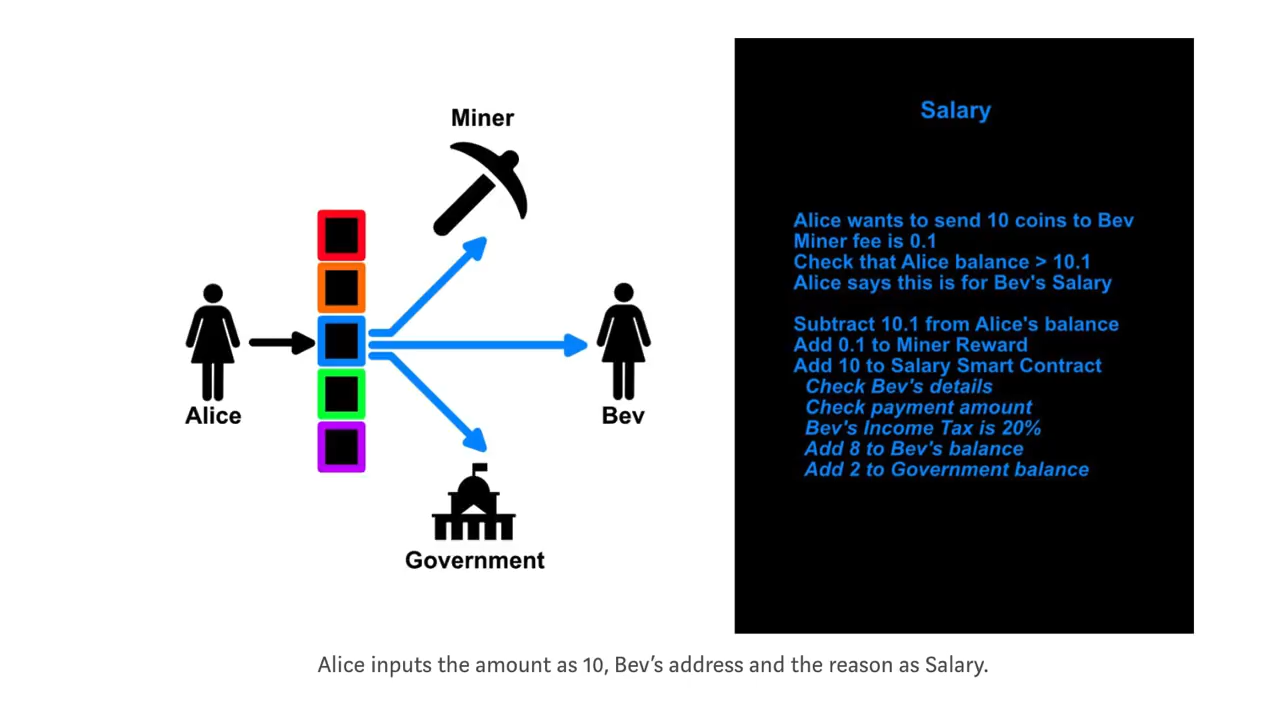 Miner
Alice
Bev
Government
Salary
Alice wants to send 10 coins to Bev
Miner fee is 0.1
Check that Alice balance > 10.1
Alice says this is for Bev's Salary
Subtract 10.1 from Alice's balance
Add 0.1 to Miner Reward
Add 10 to Salary Smart Contract
Check Bev's details
Check payment amount
Bev's Income Tax is 20%
Add 8 to Bev's balance
Add 2 to Government balance
Alice inputs the amount as 10, Bev’s address and the reason as Salary.